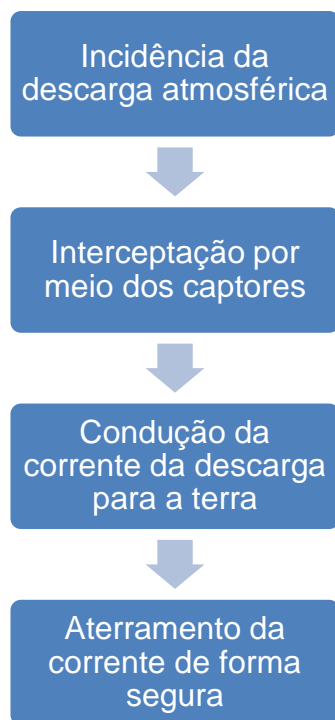 Incidência da
descarga atmosférica
Interceptação por
meio dos captores
Condução da
corrente da descarga
para a terra
Aterramento da
corrente de forma
segura